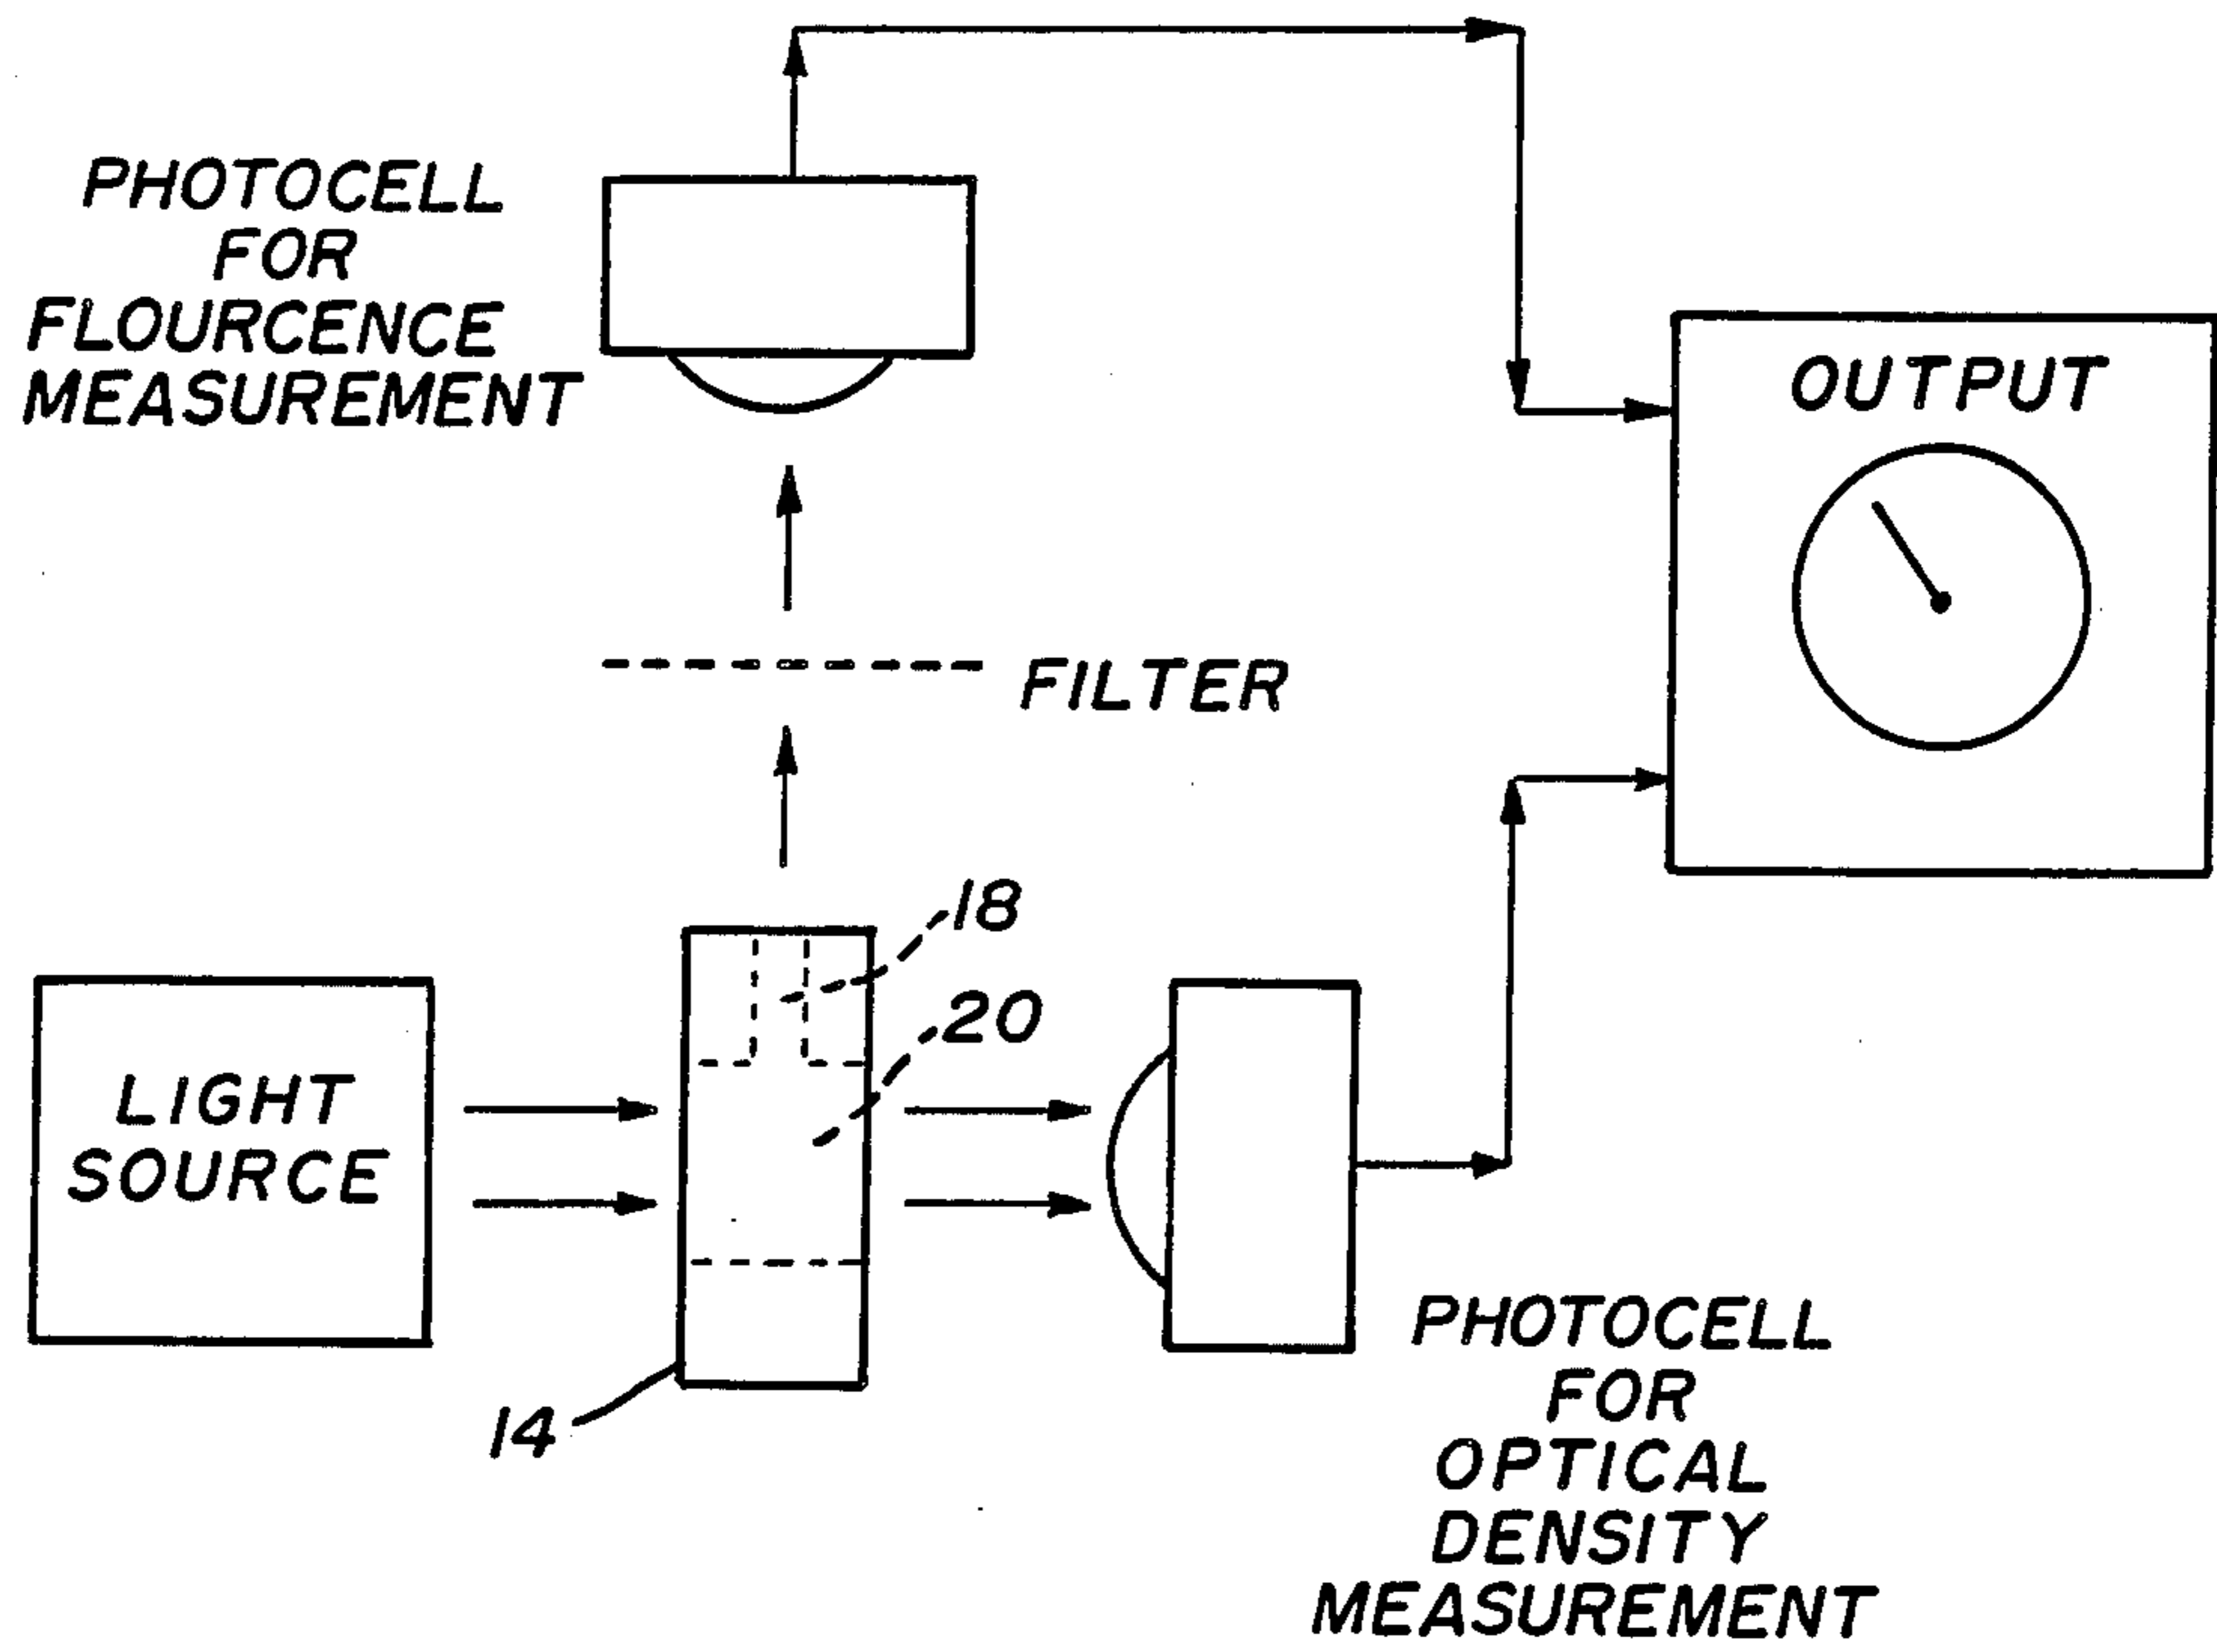 PHOTOCELL
FOR
FLOURCENCE
MEASUREMENT
OUTPUT
FILTER
18
20
LIGHT
SOURCE
14
PHOTOCELL
FOR
OPTICAL
DENSITY
MEASUREMENT